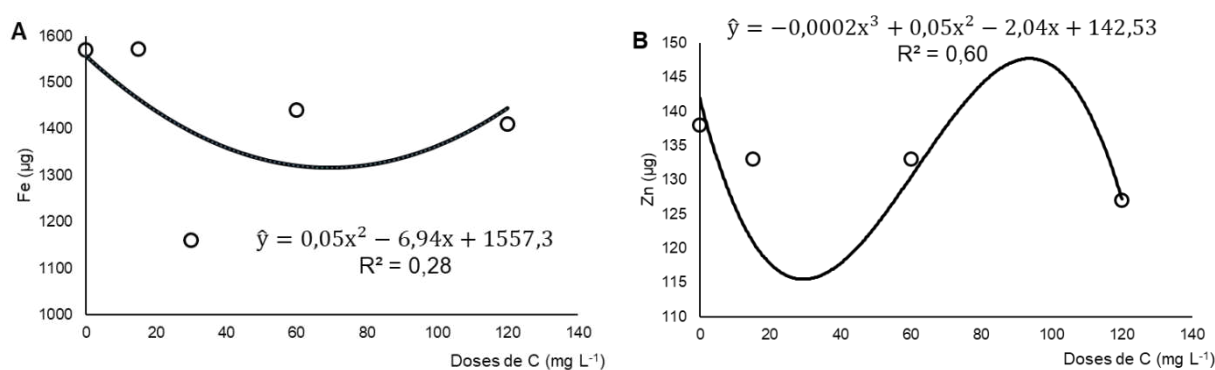 A
1600
1500
1400
1300
1200
1100
1000
Fe (µg)
ŷ = 0,05x² − 6,94x + 1557,3
R² = 0,28
0 20 40 60 80 100 120 140
Doses de C (mg L⁻¹)
B
ŷ = −0,0002x³ + 0,05x² − 2,04x + 142,53
R² = 0,60
150
145
140
135
130
125
120
115
110
Zn (µg)
0 20 40 60 80 100 120 140
Doses de C (mg L⁻¹)